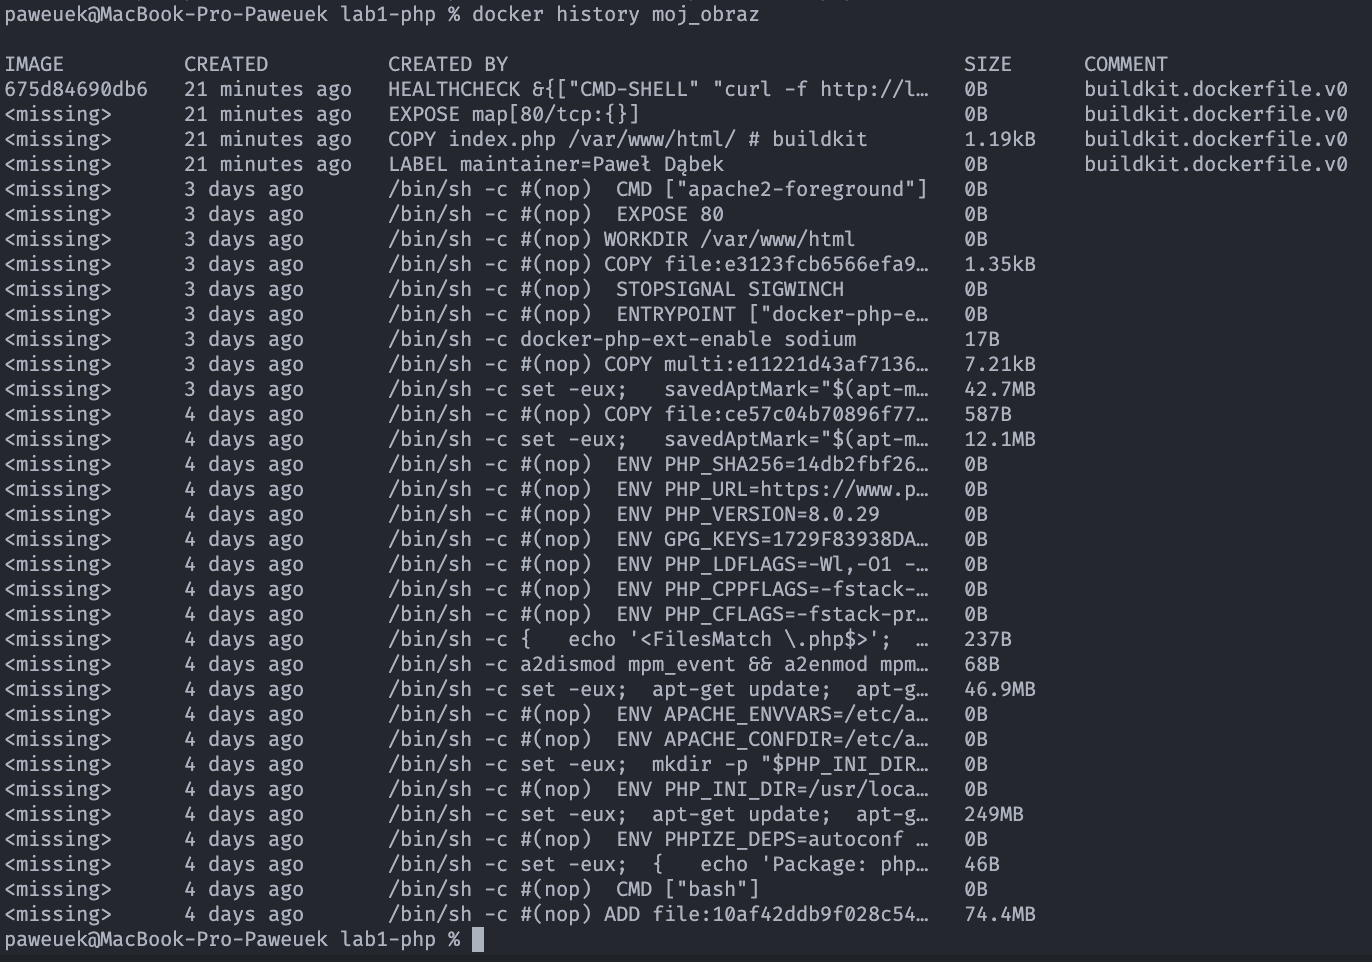 paweuek@MacBook-Pro-Paweuek lab1-php % docker history moj_obraz
IMAGE CREATED CREATED BY SIZE COMMENT
675d84690db6 21 minutes ago HEALTHCHECK &{["CMD-SHELL" "curl -f http://l… 0B buildkit.dockerfile.v0
<missing> 21 minutes ago EXPOSE map[80/tcp:{}] 0B buildkit.dockerfile.v0
<missing> 21 minutes ago COPY index.php /var/www/html/ # buildkit 1.19kB buildkit.dockerfile.v0
<missing> 21 minutes ago LABEL maintainer=Paweł Dąbek 0B buildkit.dockerfile.v0
<missing> 3 days ago /bin/sh -c #(nop) CMD ["apache2-foreground"] 0B
<missing> 3 days ago /bin/sh -c #(nop) EXPOSE 80 0B
<missing> 3 days ago /bin/sh -c #(nop) WORKDIR /var/www/html 0B
<missing> 3 days ago /bin/sh -c #(nop) COPY file:e3123fcb6566efa9… 1.35kB
<missing> 3 days ago /bin/sh -c #(nop) STOPSIGNAL SIGWINCH 0B
<missing> 3 days ago /bin/sh -c #(nop) ENTRYPOINT ["docker-php-e… 0B
<missing> 3 days ago /bin/sh -c docker-php-ext-enable sodium 17B
<missing> 3 days ago /bin/sh -c #(nop) COPY multi:e11221d43af7136… 7.21kB
<missing> 3 days ago /bin/sh -c set -eux; savedAptMark="$(apt-m… 42.7MB
<missing> 4 days ago /bin/sh -c #(nop) COPY file:ce57c04b70896f77… 587B
<missing> 4 days ago /bin/sh -c set -eux; savedAptMark="$(apt-m… 12.1MB
<missing> 4 days ago /bin/sh -c #(nop) ENV PHP_SHA256=14db2fbf26… 0B
<missing> 4 days ago /bin/sh -c #(nop) ENV PHP_URL=https://www.p… 0B
<missing> 4 days ago /bin/sh -c #(nop) ENV PHP_VERSION=8.0.29 0B
<missing> 4 days ago /bin/sh -c #(nop) ENV GPG_KEYS=1729F83938DA… 0B
<missing> 4 days ago /bin/sh -c #(nop) ENV PHP_LDFLAGS=-Wl,-O1 -… 0B
<missing> 4 days ago /bin/sh -c #(nop) ENV PHP_CPPFLAGS=-fstack-… 0B
<missing> 4 days ago /bin/sh -c #(nop) ENV PHP_CFLAGS=-fstack-pr… 0B
<missing> 4 days ago /bin/sh -c { echo '<FilesMatch \.php$>'; … 237B
<missing> 4 days ago /bin/sh -c a2dismod mpm_event && a2enmod mpm… 68B
<missing> 4 days ago /bin/sh -c set -eux; apt-get update; apt-g… 46.9MB
<missing> 4 days ago /bin/sh -c #(nop) ENV APACHE_ENVVARS=/etc/a… 0B
<missing> 4 days ago /bin/sh -c #(nop) ENV APACHE_CONFDIR=/etc/a… 0B
<missing> 4 days ago /bin/sh -c set -eux; mkdir -p "$PHP_INI_DIR… 0B
<missing> 4 days ago /bin/sh -c #(nop) ENV PHP_INI_DIR=/usr/loca… 0B
<missing> 4 days ago /bin/sh -c set -eux; apt-get update; apt-g… 249MB
<missing> 4 days ago /bin/sh -c #(nop) ENV PHPIZE_DEPS=autoconf … 0B
<missing> 4 days ago /bin/sh -c set -eux; { echo 'Package: php… 46B
<missing> 4 days ago /bin/sh -c #(nop) CMD ["bash"] 0B
<missing> 4 days ago /bin/sh -c #(nop) ADD file:10af42ddb9f028c54… 74.4MB
paweuek@MacBook-Pro-Paweuek lab1-php %